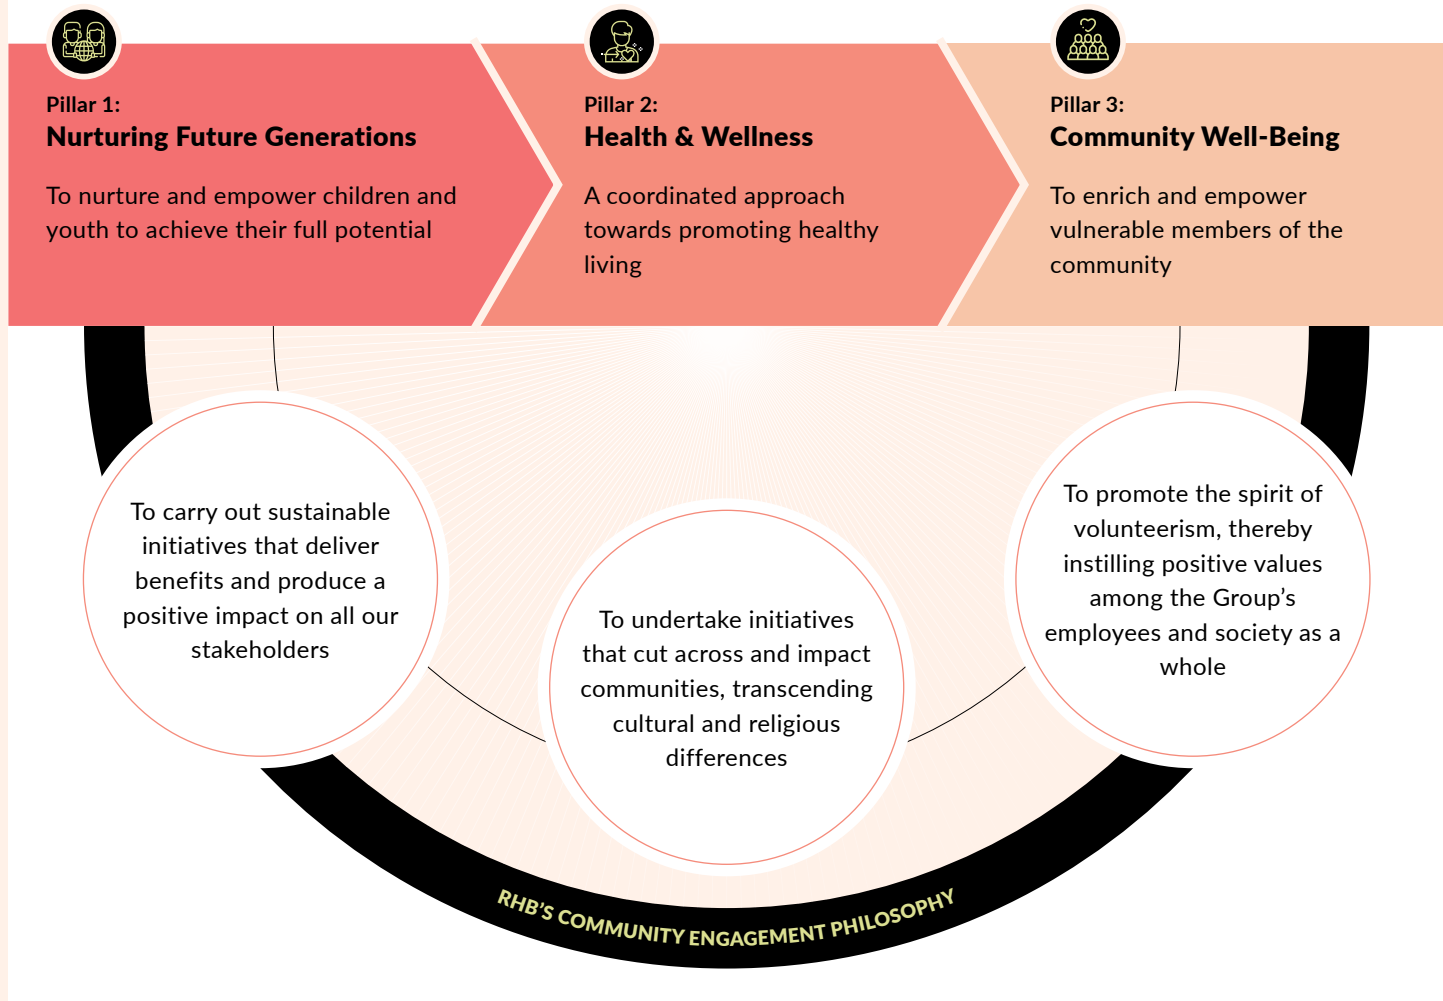 Pillar 1:
Nurturing Future Generations
To nurture and empower children and
youth to achieve their full potential
Pillar 2:
Health & Wellness
A coordinated approach
towards promoting healthy
living
Pillar 3:
Community Well-Being
To enrich and empower
vulnerable members of the
community
To carry out sustainable
initiatives that deliver
benefits and produce a
positive impact on all our
stakeholders
To undertake initiatives
that cut across and impact
communities, transcending
cultural and religious
differences
To promote the spirit of
volunteerism, thereby
instilling positive values
among the Group’s
employees and society as a
whole
RHB’S COMMUNITY ENGAGEMENT PHILOSOPHY